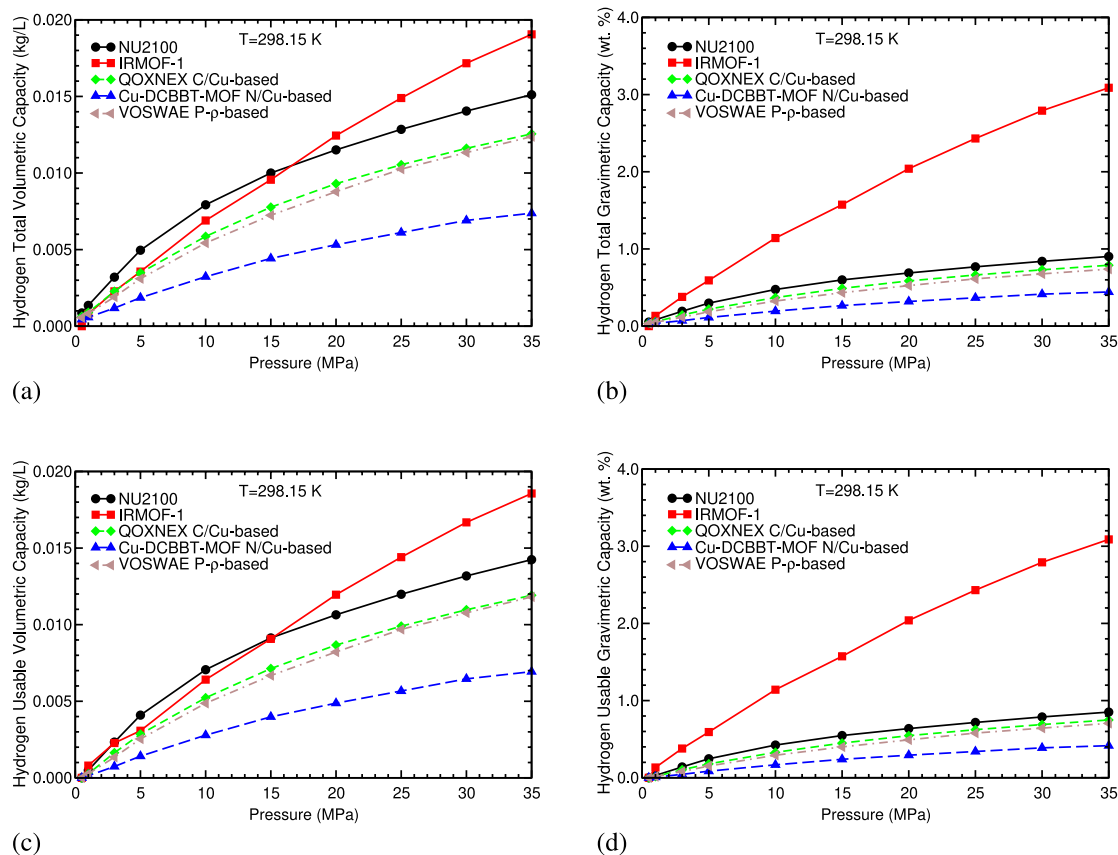 Hydrogen Total Volumetric Capacity (kg/L)
0.020
0.015
0.010
0.005
0.000
T=298.15 K
NU2100
IRMOF-1
QOXNEX C/Cu-based
Cu-DCBBT-MOF N/Cu-based
VOSWAE P-ρ-based
0 5 10 15 20 25 30 35
Pressure (MPa)
(a)
Hydrogen Total Gravimetric Capacity (wt. %)
4.0
3.0
2.0
1.0
0.0
T=298.15 K
NU2100
IRMOF-1
QOXNEX C/Cu-based
Cu-DCBBT-MOF N/Cu-based
VOSWAE P-ρ-based
0 5 10 15 20 25 30 35
Pressure (MPa)
(b)
Hydrogen Usable Volumetric Capacity (kg/L)
0.020
0.015
0.010
0.005
0.000
T=298.15 K
NU2100
IRMOF-1
QOXNEX C/Cu-based
Cu-DCBBT-MOF N/Cu-based
VOSWAE P-ρ-based
0 5 10 15 20 25 30 35
Pressure (MPa)
(c)
Hydrogen Usable Gravimetric Capacity (wt. %)
4.0
3.0
2.0
1.0
0.0
T=298.15 K
NU2100
IRMOF-1
QOXNEX C/Cu-based
Cu-DCBBT-MOF N/Cu-based
VOSWAE P-ρ-based
0 5 10 15 20 25 30 35
Pressure (MPa)
(d)